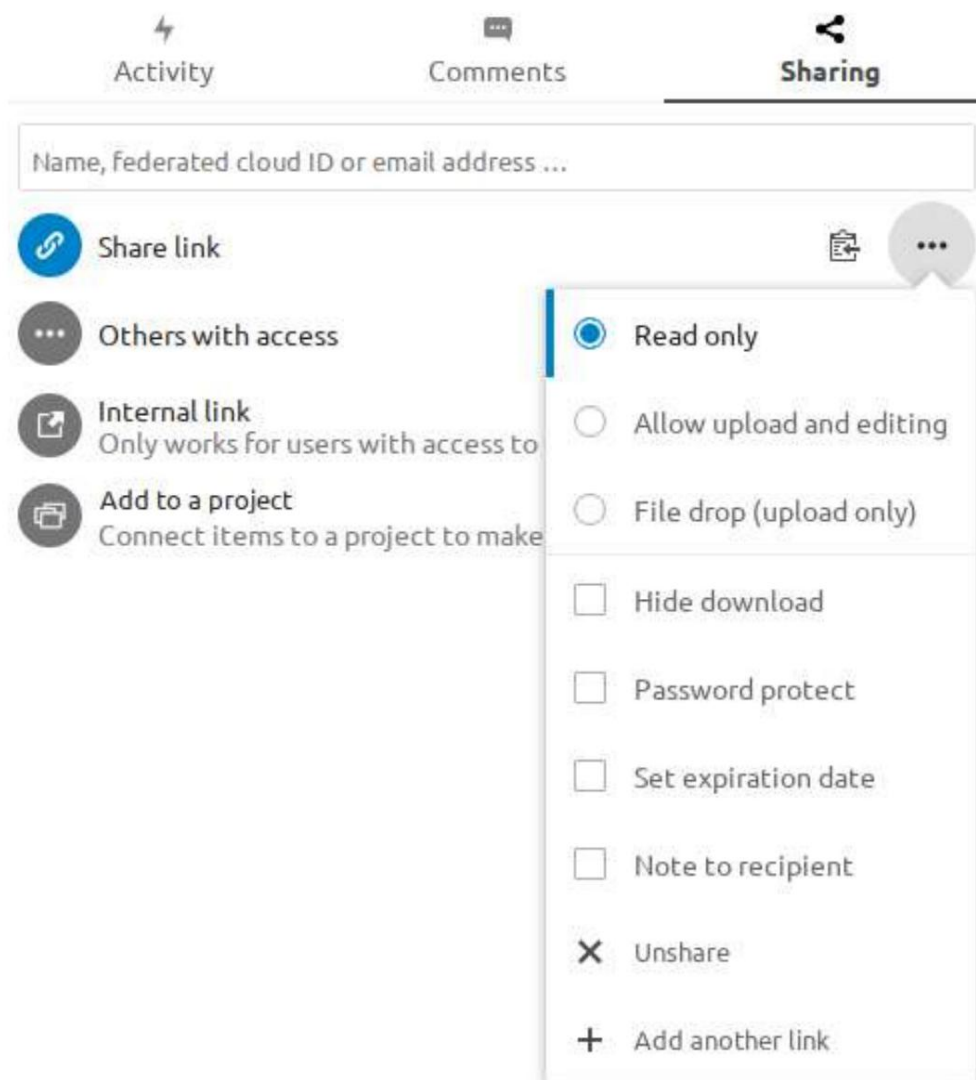 Activity
Comments
Sharing
Name, federated cloud ID or email address ...
Share link
Others with access
Internal link
Only works for users with access to
Add to a project
Connect items to a project to make
Read only
Allow upload and editing
File drop (upload only)
Hide download
Password protect
Set expiration date
Note to recipient
Unshare
Add another link